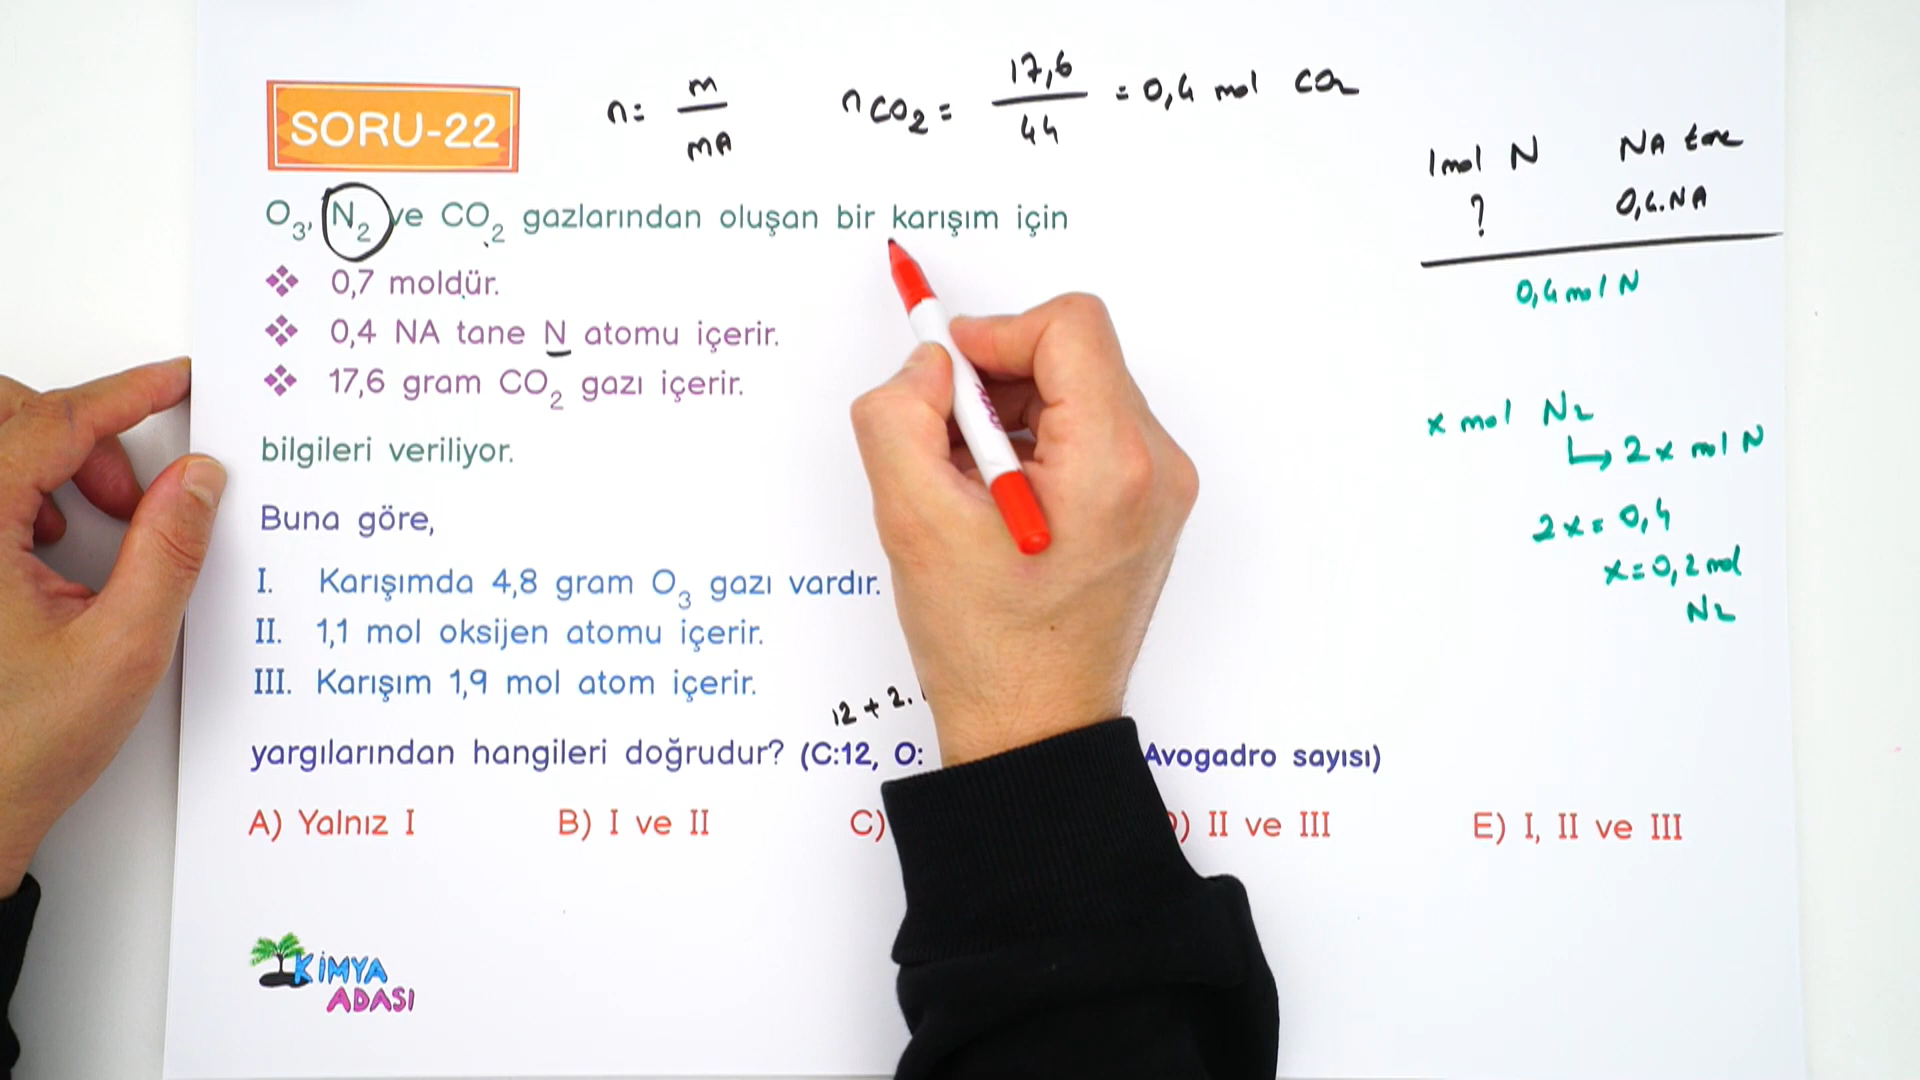 SORU-22
n= m/mA
nCO2 = 17,6/44 = 0,4 mol CO2
1mol N NA tane
? 0,4.NA
0,4 mol N
O3, N2 ve CO2 gazlarından oluşan bir karışım için
❖ 0,7 moldür.
❖ 0,4 NA tane N atomu içerir.
❖ 17,6 gram CO2 gazı içerir.
bilgileri veriliyor.
x mol N2
↳ 2x mol N
2x = 0,4
x = 0,2 mol
N2
Buna göre,
I. Karışımda 4,8 gram O3 gazı vardır.
II. 1,1 mol oksijen atomu içerir.
III. Karışım 1,9 mol atom içerir.
12 + 2.
yargılarından hangileri doğrudur? (C:12, O: Avogadro sayısı)
A) Yalnız I B) I ve II C) D) II ve III E) I, II ve III
KİMYA
ADASI